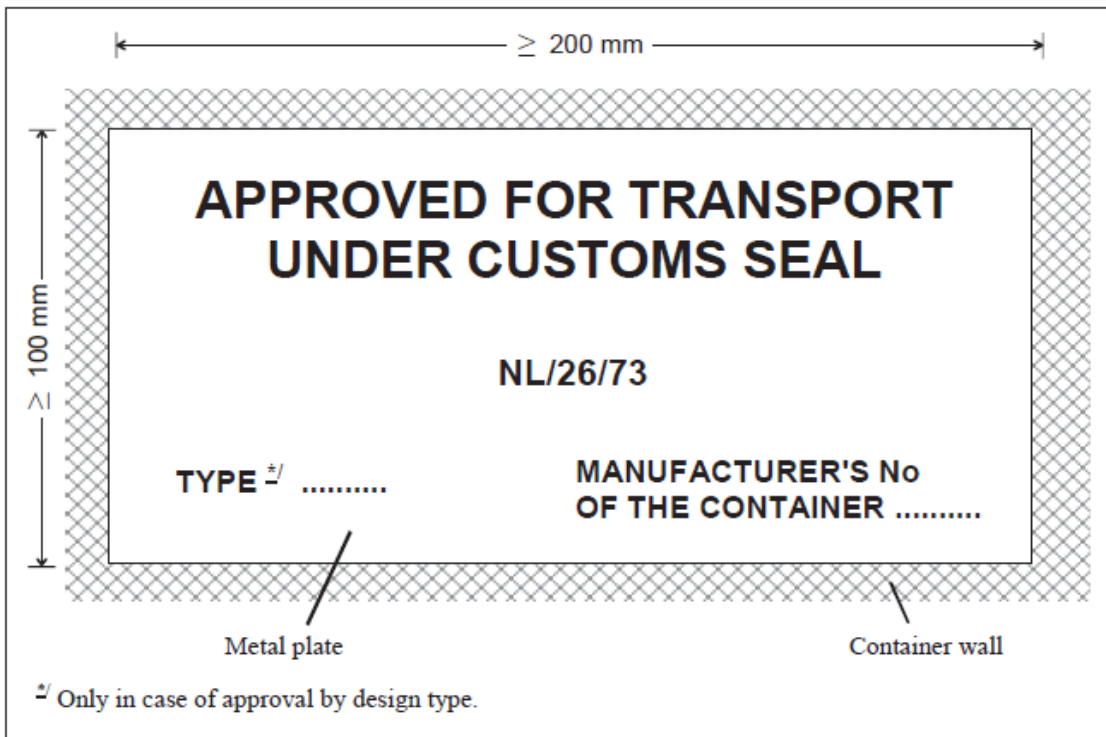 ≥ 200 mm
≥ 100 mm
APPROVED FOR TRANSPORT
UNDER CUSTOMS SEAL
NL/26/73
TYPE */ ..........
MANUFACTURER'S No
OF THE CONTAINER ..........
Metal plate
Container wall
*/ Only in case of approval by design type.